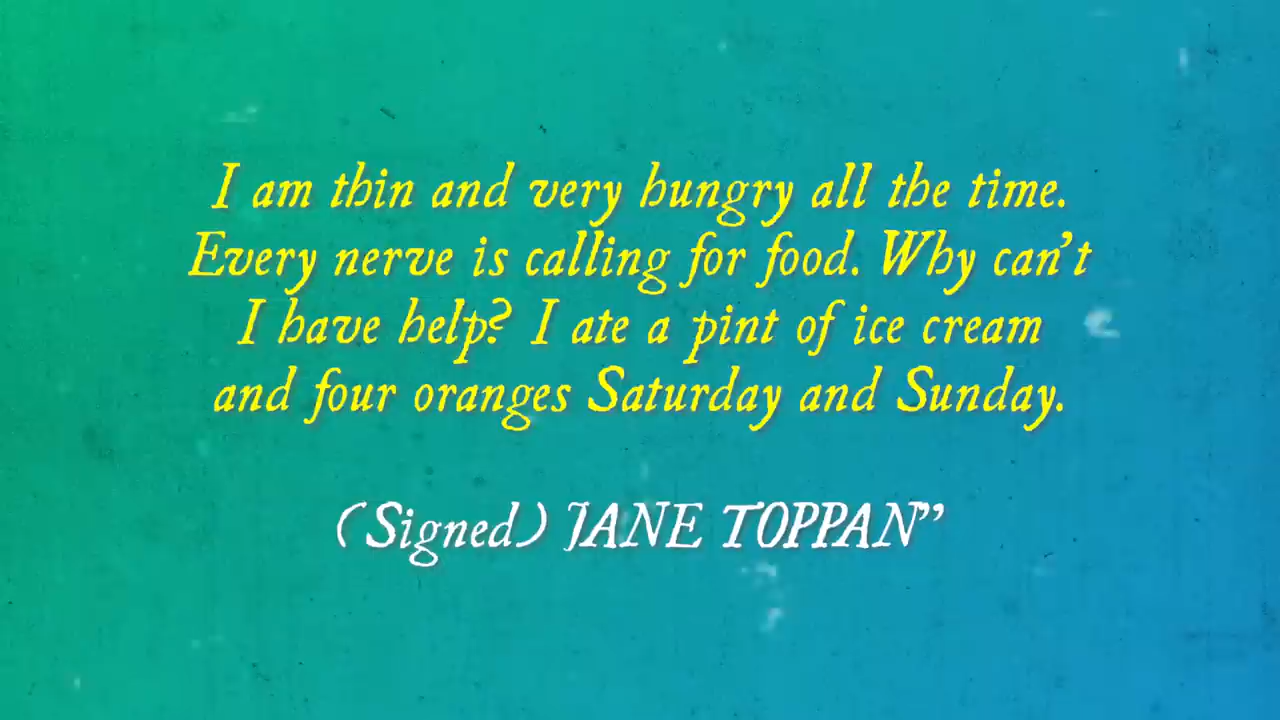 I am thin and very hungry all the time.
Every nerve is calling for food. Why can’t
I have help? I ate a pint of ice cream
and four oranges Saturday and Sunday.
(Signed) JANE TOPPAN”